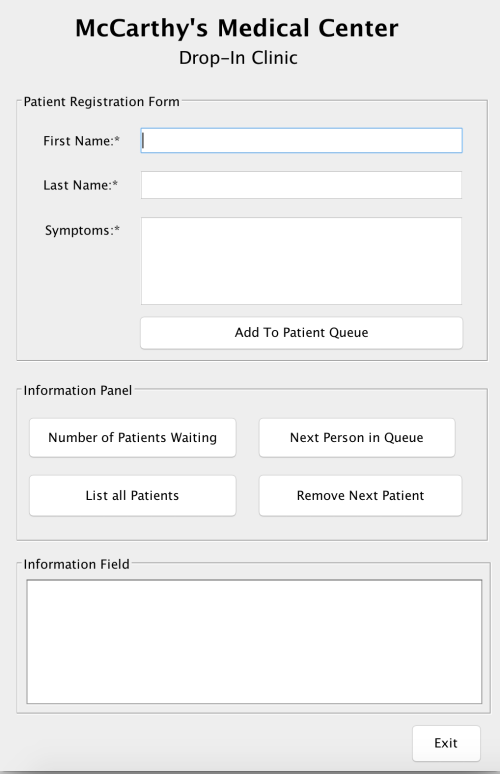 McCarthy's Medical Center
Drop-In Clinic
Patient Registration Form
First Name:*
Last Name:*
Symptoms:*
Add To Patient Queue
Information Panel
Number of Patients Waiting
Next Person in Queue
List all Patients
Remove Next Patient
Information Field
Exit